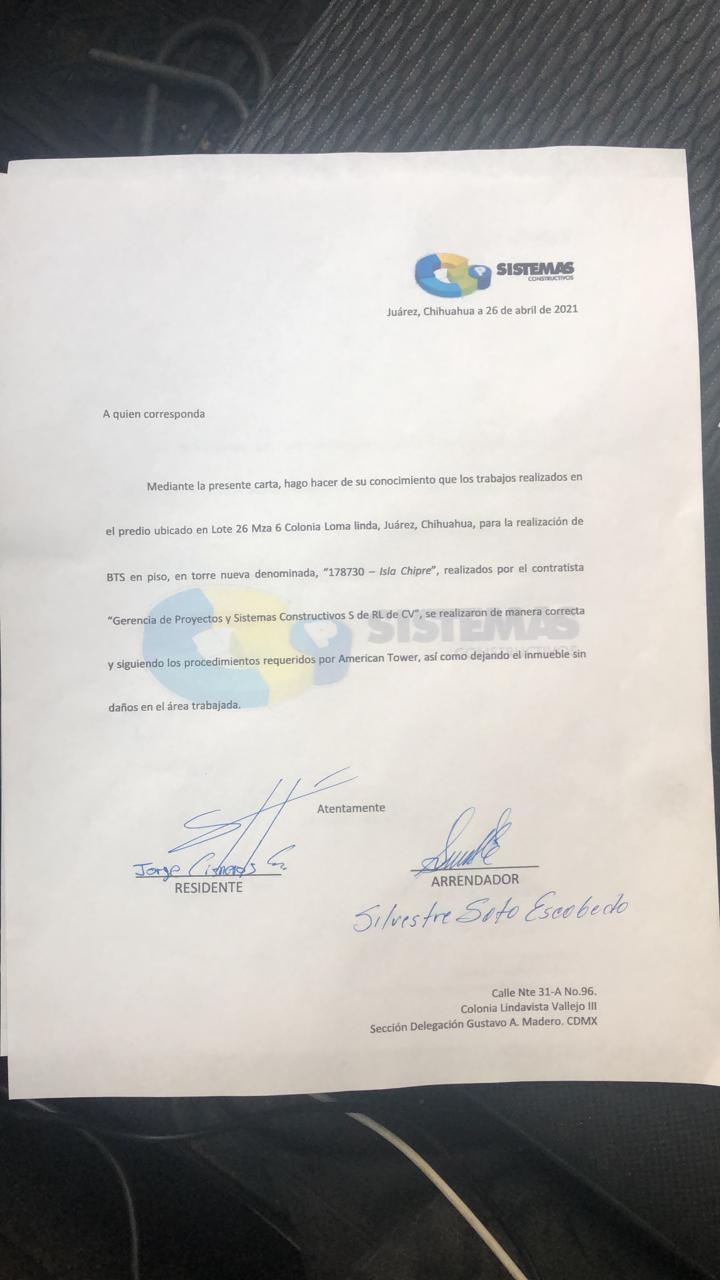 GP SISTEMAS
CONSTRUCTIVOS
Juárez, Chihuahua a 26 de abril de 2021
A quien corresponda
Mediante la presente carta, hago hacer de su conocimiento que los trabajos realizados en
el predio ubicado en Lote 26 Mza 6 Colonia Loma linda, Juárez, Chihuahua, para la realización de
BTS en piso, en torre nueva denominada, "178730 – Isla Chipre", realizados por el contratista
"Gerencia de Proyectos y Sistemas Constructivos S de RL de CV", se realizaron de manera correcta
y siguiendo los procedimientos requeridos por American Tower, así como dejando el inmueble sin
daños en el área trabajada.
SISTEMAS
CONSTRUCTIVOS
Atentamente
Jorge
RESIDENTE
ARRENDADOR
Silvestre Soto Escobedo
Calle Nte 31-A No.96.
Colonia Lindavista Vallejo III
Sección Delegación Gustavo A. Madero. CDMX